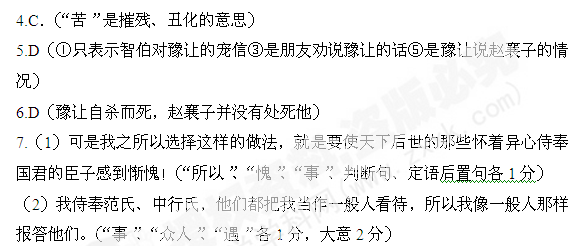 4.C.（“苦”是摧残、丑化的意思）
5.D（①只表示智伯对豫让的宠信③是朋友劝说豫让的话⑤是豫让说赵襄子的情
况）
6.D（豫让自杀而死，赵襄子并没有处死他）
7.（1）可是我之所以选择这样的做法，就是要使天下后世的那些怀着异心侍奉
国君的臣子感到惭愧！（“所以”、“愧”、“事”、判断句、定语后置句各 1 分）
（2）我侍奉范氏、中行氏，他们都把我当作一般人看待，所以我像一般人那样
报答他们。（“事”、“众人”、“遇”各 1 分，大意 2 分）